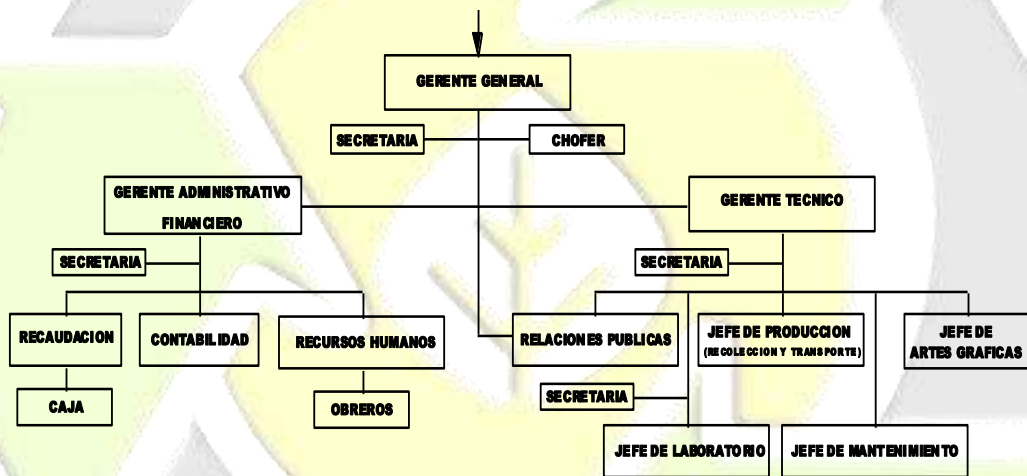 GERENTE GENERAL
SECRETARIA
CHOFER
GERENTE ADMINISTRATIVO
FINANCIERO
GERENTE TECNICO
SECRETARIA
SECRETARIA
RECAUDACION
CONTABILIDAD
RECURSOS HUMANOS
RELACIONES PUBLICAS
JEFE DE PRODUCCION
(RECOLECCION Y TRANSPORTE)
JEFE DE
ARTES GRAFICAS
CAJA
OBREROS
SECRETARIA
JEFE DE LABORATORIO
JEFE DE MANTENIMIENTO